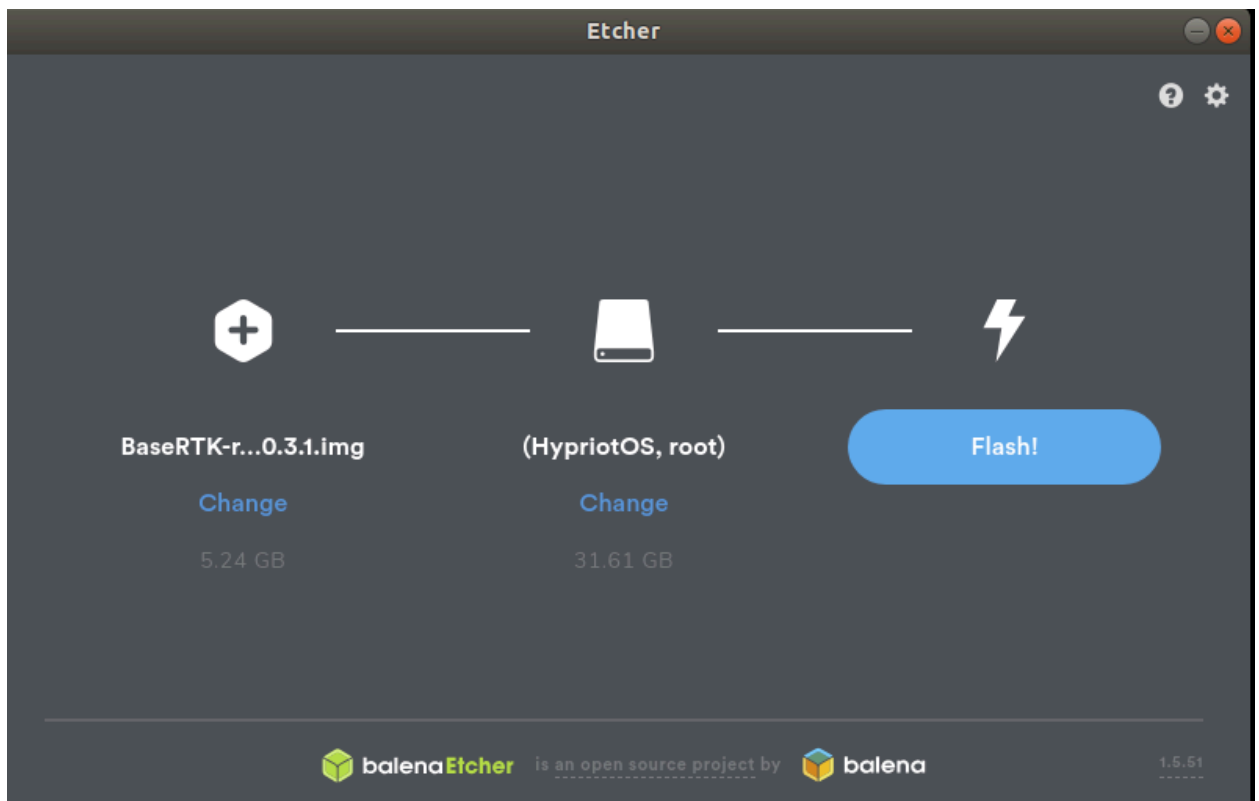 Etcher
BaseRTK-r...0.3.1.img
(HypriotOS, root)
Flash!
Change
Change
5.24 GB
31.61 GB
balenaEtcher is an open source project by balena
1.5.51